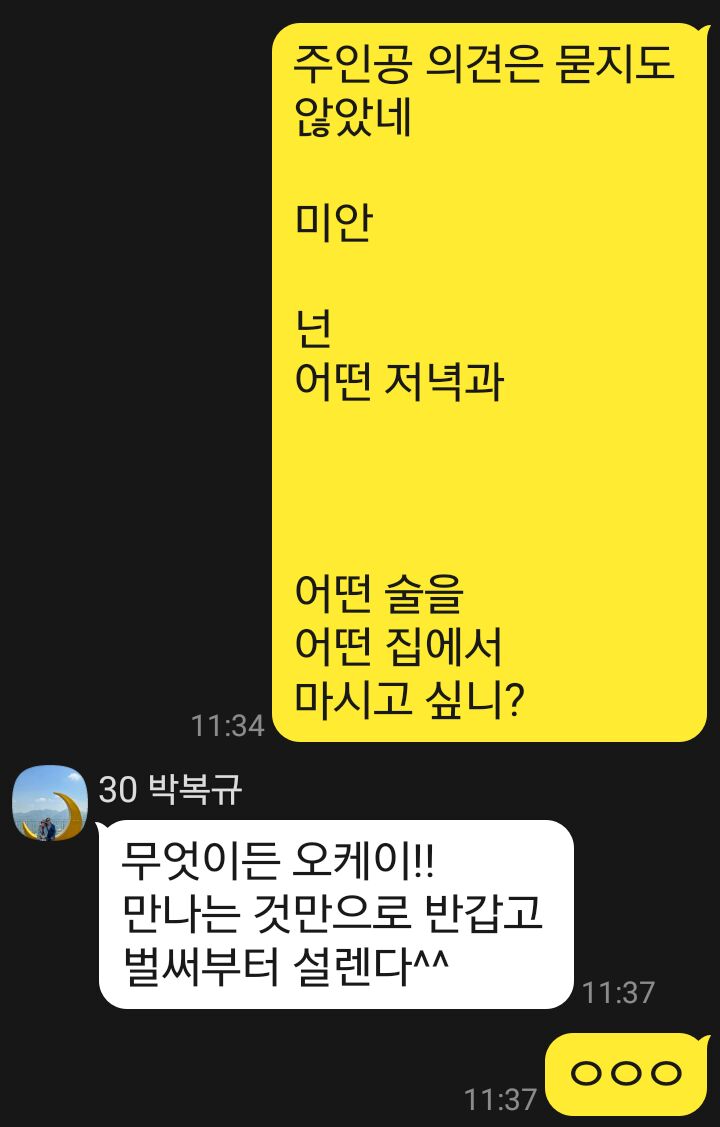 주인공 의견은 묻지도
않았네
미안
넌
어떤 저녁과
어떤 술을
어떤 집에서
마시고 싶니?
11:34
30 박복규
무엇이든 오케이!!
만나는 것만으로 반갑고
벌써부터 설렌다^^
11:37
ㅇㅇㅇ
11:37